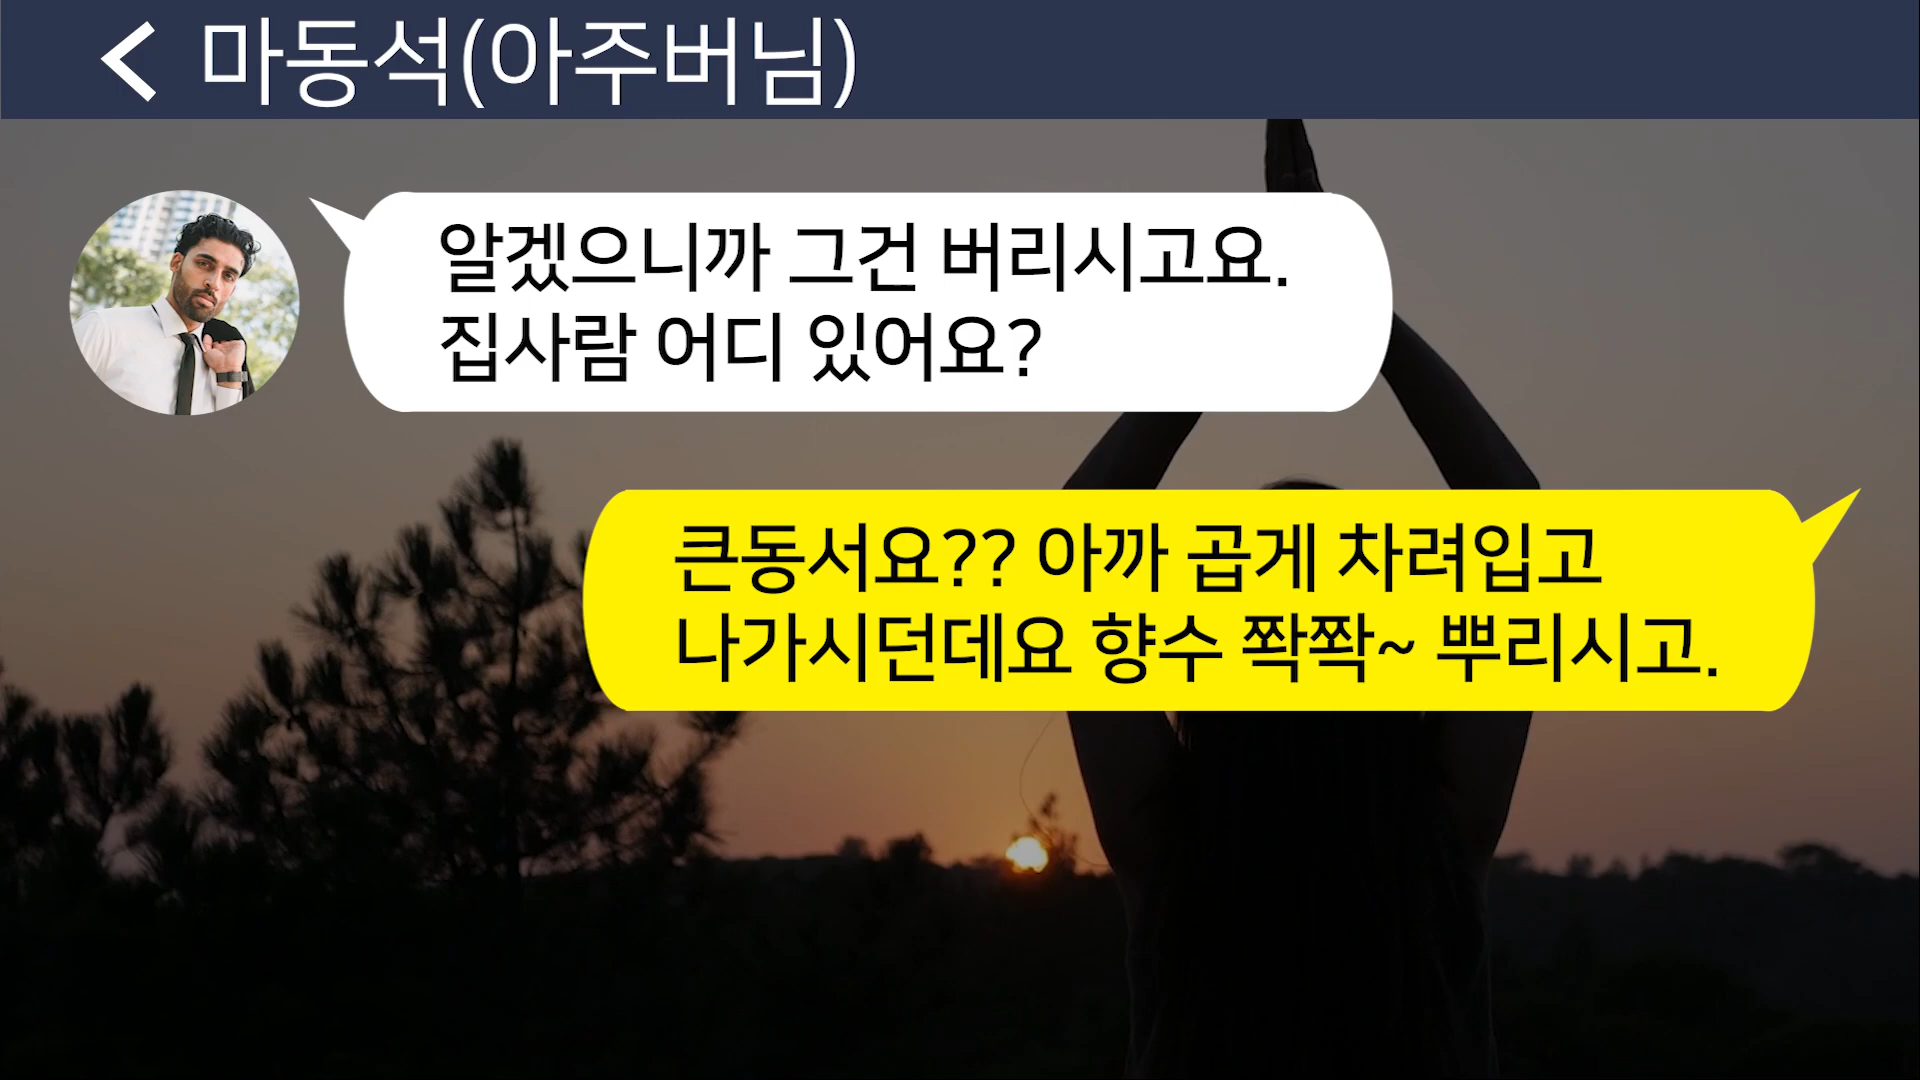 마동석(아주버님)
알겠으니까 그건 버리시고요.
집사람 어디 있어요?
큰동서요?? 아까 곱게 차려입고
나가시던데요 향수 쫙쫙~ 뿌리시고.